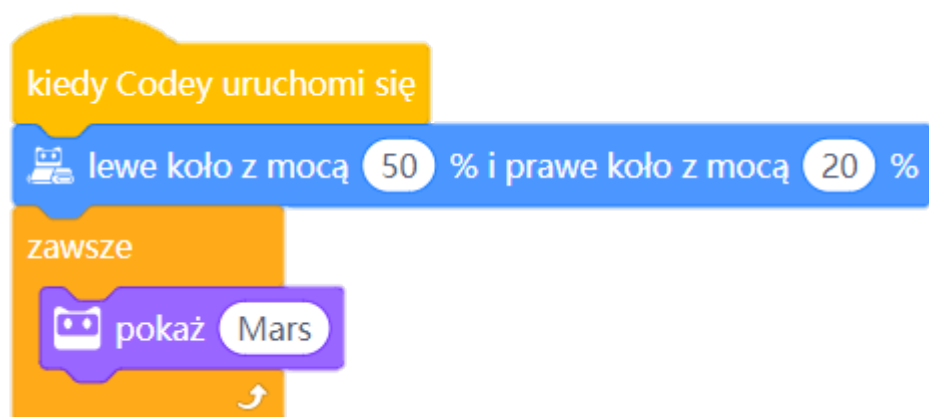 kiedy Codey uruchomi się
lewe koło z mocą 50 % i prawe koło z mocą 20 %
zawsze
pokaż Mars